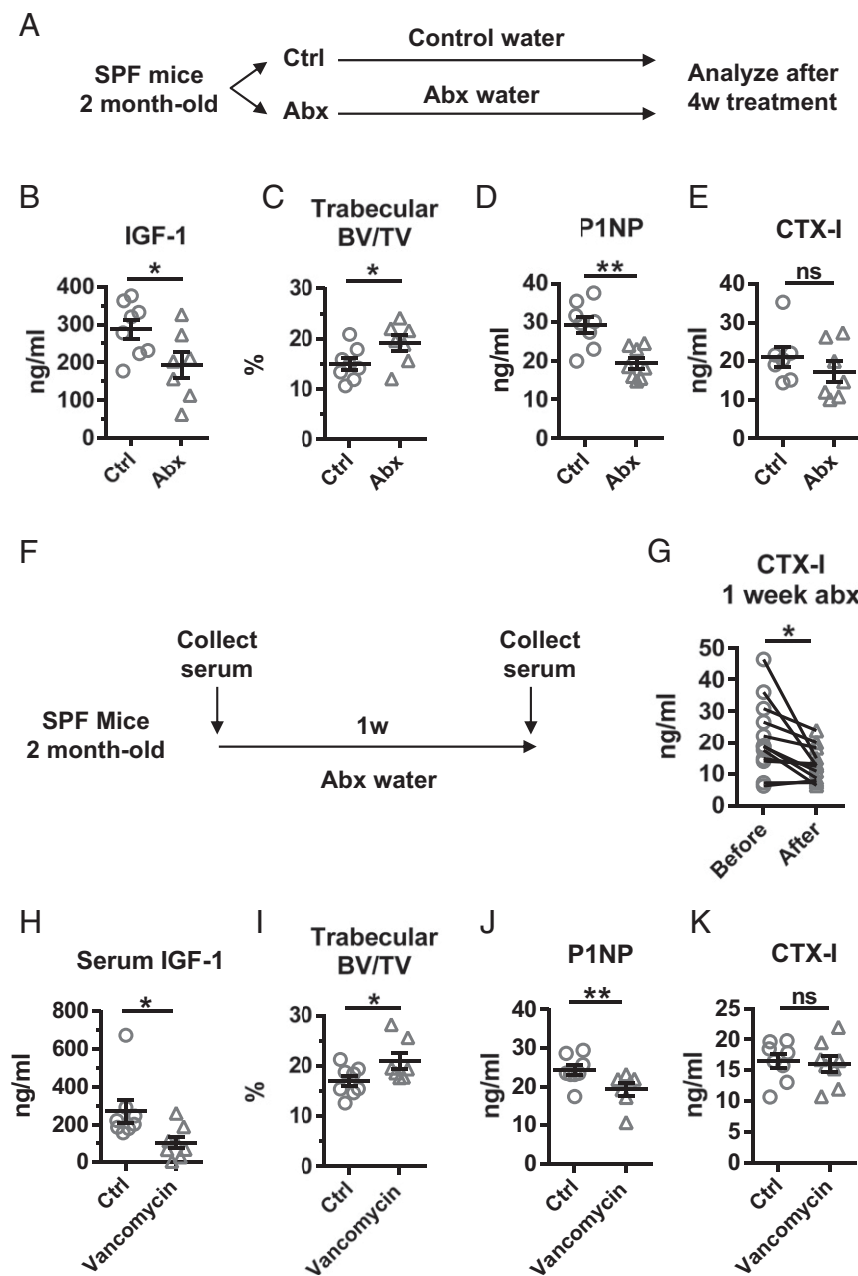 A
SPF mice
2 month-old
Ctrl
Control water
Abx
Abx water
Analyze after
4w treatment
B
IGF-1
*
400
300
200
100
0
ng/ml
Ctrl
Abx
C
Trabecular
BV/TV
*
30
20
10
0
%
Ctrl
Abx
D
P1NP
**
40
30
20
10
0
ng/ml
Ctrl
Abx
E
CTX-I
ns
40
30
20
10
0
ng/ml
Ctrl
Abx
F
Collect
serum
Collect
serum
SPF Mice
2 month-old
1w
Abx water
G
CTX-I
1 week abx
*
50
40
30
20
10
0
ng/ml
Before
After
H
Serum IGF-1
*
800
600
400
200
0
ng/ml
Ctrl
Vancomycin
I
Trabecular
BV/TV
*
30
20
10
0
%
Ctrl
Vancomycin
J
P1NP
**
40
30
20
10
0
ng/ml
Ctrl
Vancomycin
K
CTX-I
ns
25
20
15
10
5
0
ng/ml
Ctrl
Vancomycin